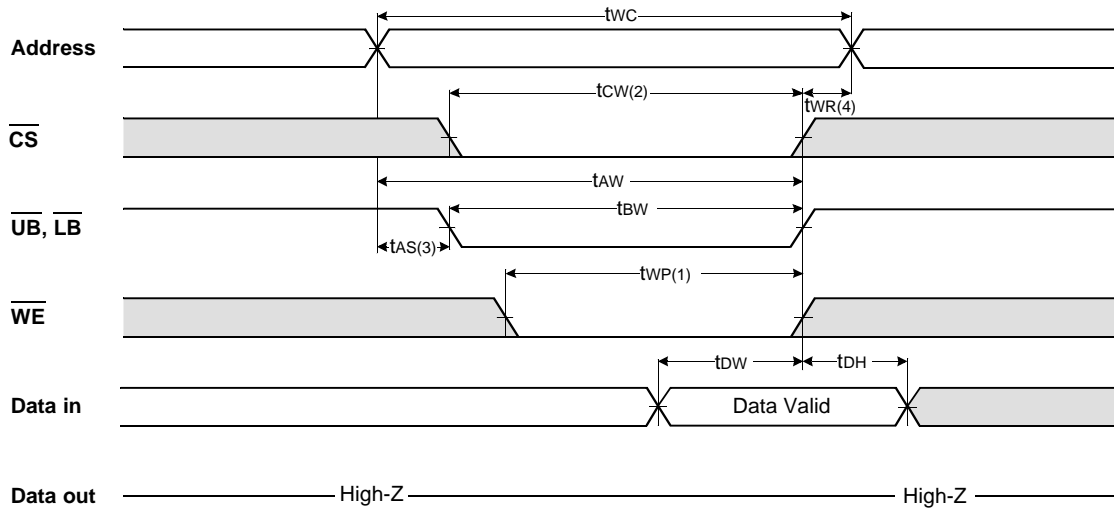 tWC
Address
tCW(2)
tWR(4)
CS
tAW
UB, LB
tBW
tAS(3)
tWP(1)
WE
tDW
tDH
Data in
Data Valid
Data out
High-Z
High-Z